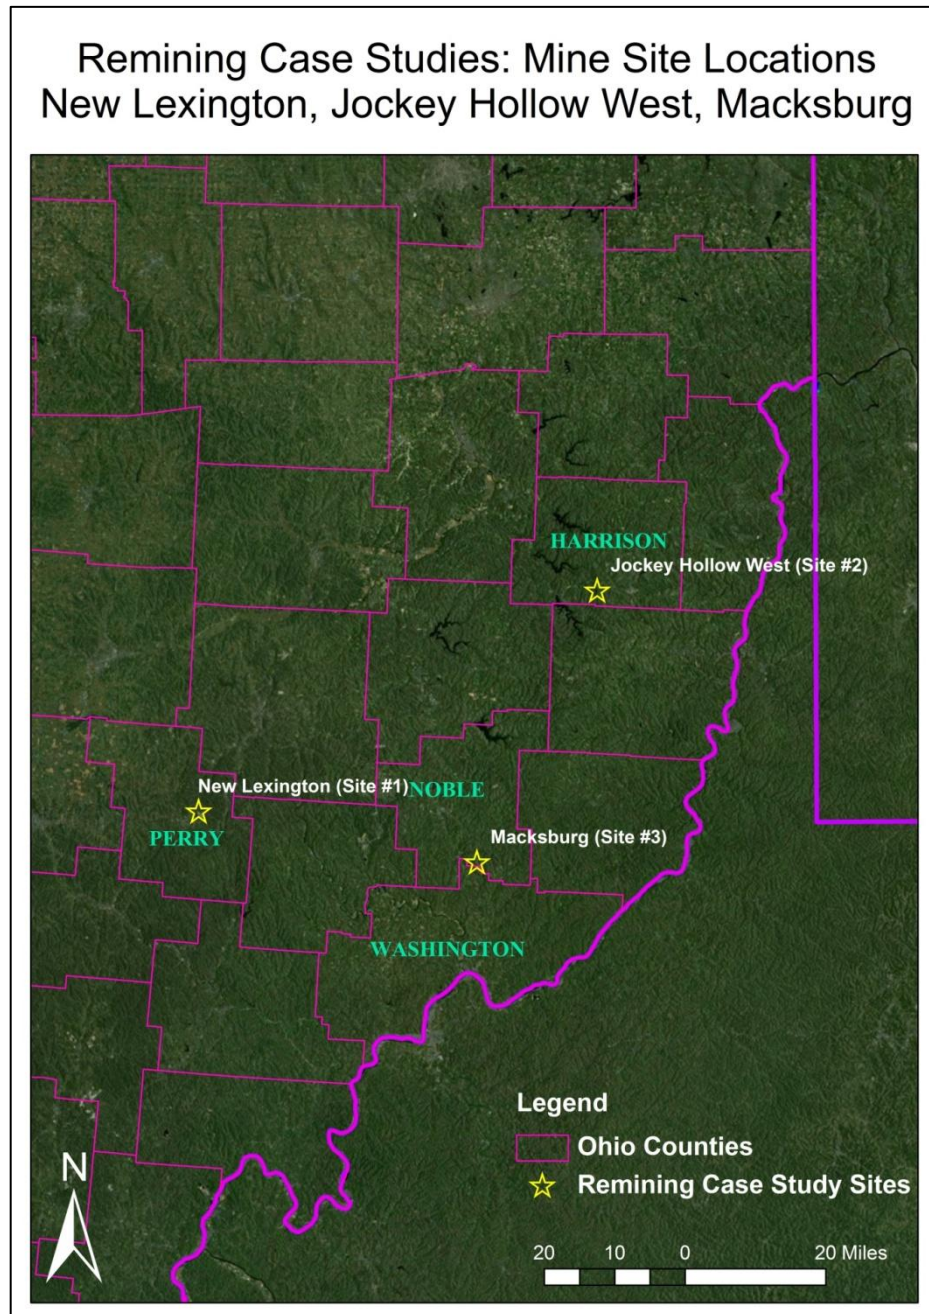 Remining Case Studies: Mine Site Locations
New Lexington, Jockey Hollow West, Macksburg
HARRISON
Jockey Hollow West (Site #2)
New Lexington (Site #1)
NOBLE
PERRY
Macksburg (Site #3)
WASHINGTON
Legend
Ohio Counties
Remining Case Study Sites
N
20 10 0 20 Miles